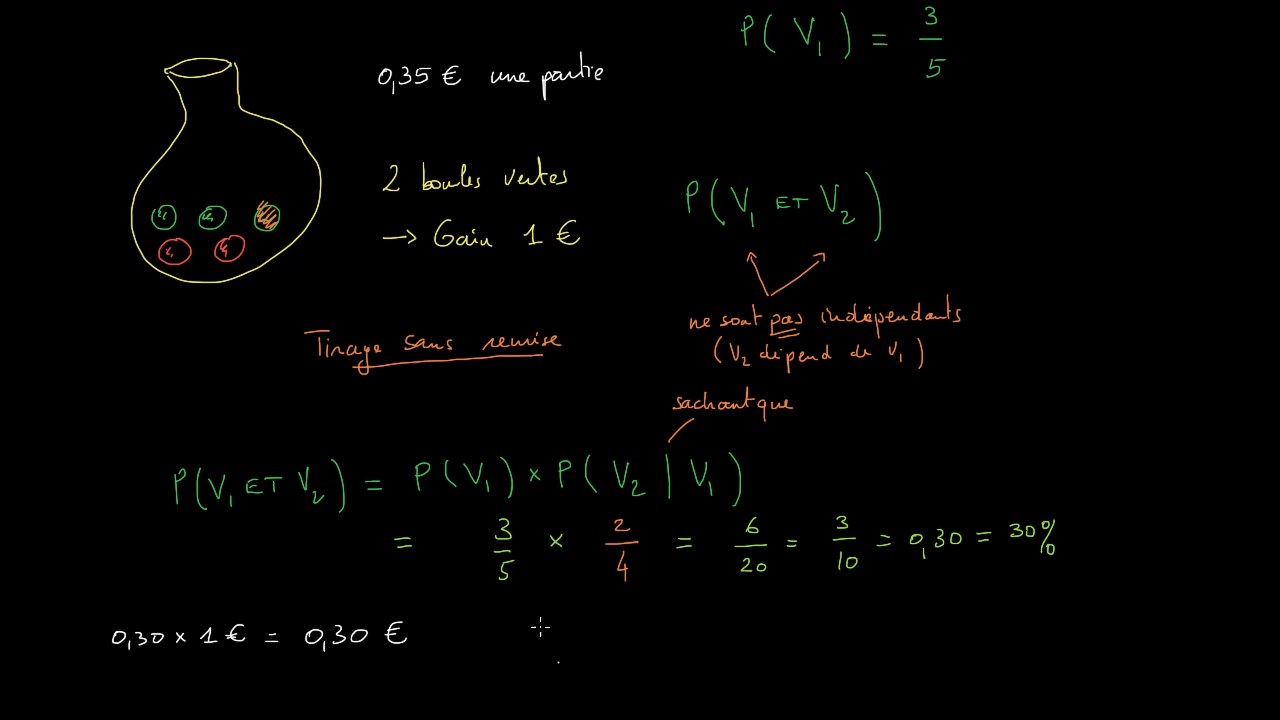 P(V₁) = 3/5
0,35 € une partie
2 boules vertes
→ Gain 1 €
P(V₁ ET V₂)
ne sont pas indépendants
(V₂ dépend de V₁)
Tirage sans remise
sachant que
P(V₁ ET V₂) = P(V₁) × P(V₂ | V₁)
= 3/5 × 2/4 = 6/20 = 3/10 = 0,30 = 30%
0,30 × 1 € = 0,30 €